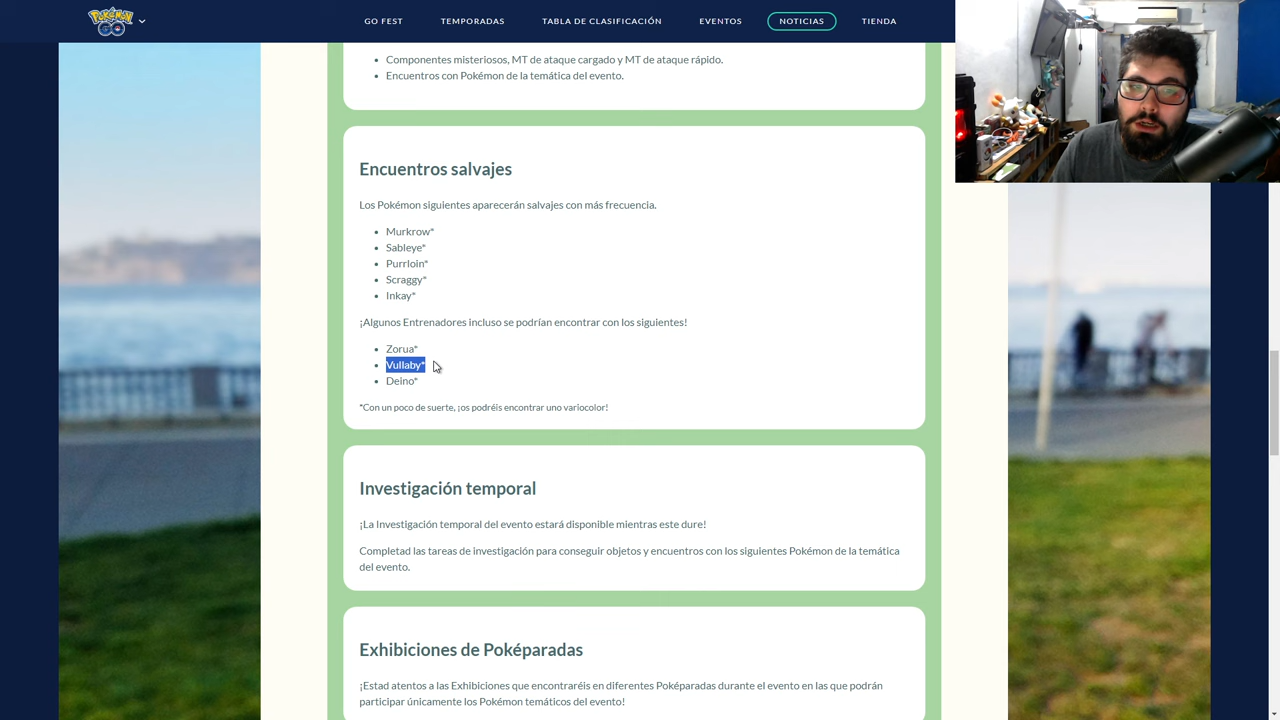 POKÉMON GO
GO FEST TEMPORADAS TABLA DE CLASIFICACIÓN EVENTOS NOTICIAS TIENDA
• Componentes misteriosos, MT de ataque cargado y MT de ataque rápido.
• Encuentros con Pokémon de la temática del evento.
Encuentros salvajes
Los Pokémon siguientes aparecerán salvajes con más frecuencia.
• Murkrow*
• Sableye*
• Purrloin*
• Scraggy*
• Inkay*
¡Algunos Entrenadores incluso se podrían encontrar con los siguientes!
• Zorua*
• Vullaby*
• Deino*
*Con un poco de suerte, ¡os podréis encontrar uno variocolor!
Investigación temporal
¡La Investigación temporal del evento estará disponible mientras este dure!
Completad las tareas de investigación para conseguir objetos y encuentros con los siguientes Pokémon de la temática
del evento.
Exhibiciones de Poképaradas
¡Estad atentos a las Exhibiciones que encontraréis en diferentes Poképaradas durante el evento en las que podrán
participar únicamente los Pokémon temáticos del evento!